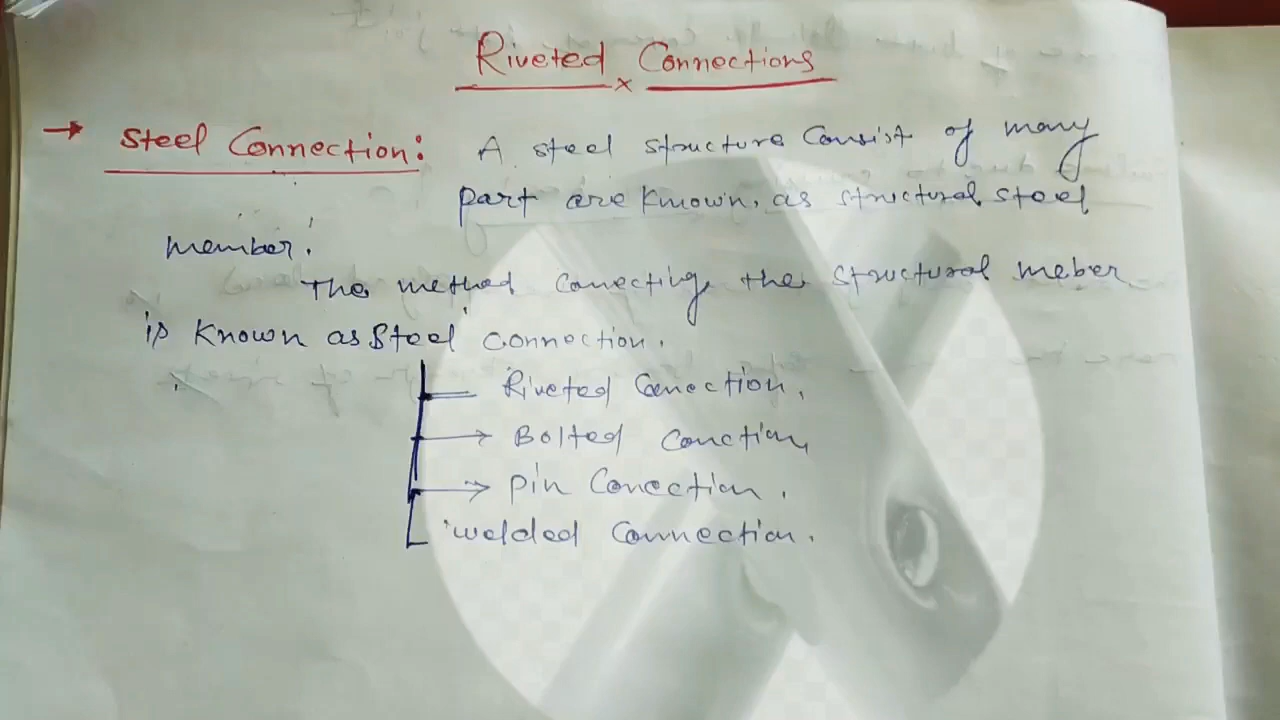 Riveted x Connections
→ Steel Connection: A steel structure Consist of many
part are known, as structural steel
member.
The method Conecting the structural meber
is known as Steel connection.
Riveted Conection.
→ Bolted Conction,
→ Pin Conection.
welded Connection.